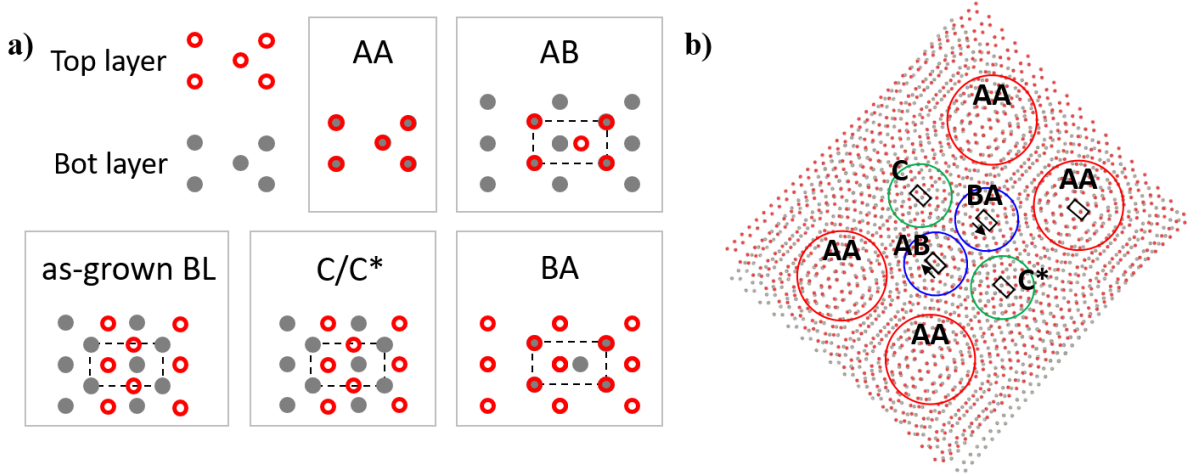 a)
Top layer
Bot layer
AA
AB
as-grown BL
C/C*
BA
b)
AA
C
BA
AA
AA
AB
C*
AA